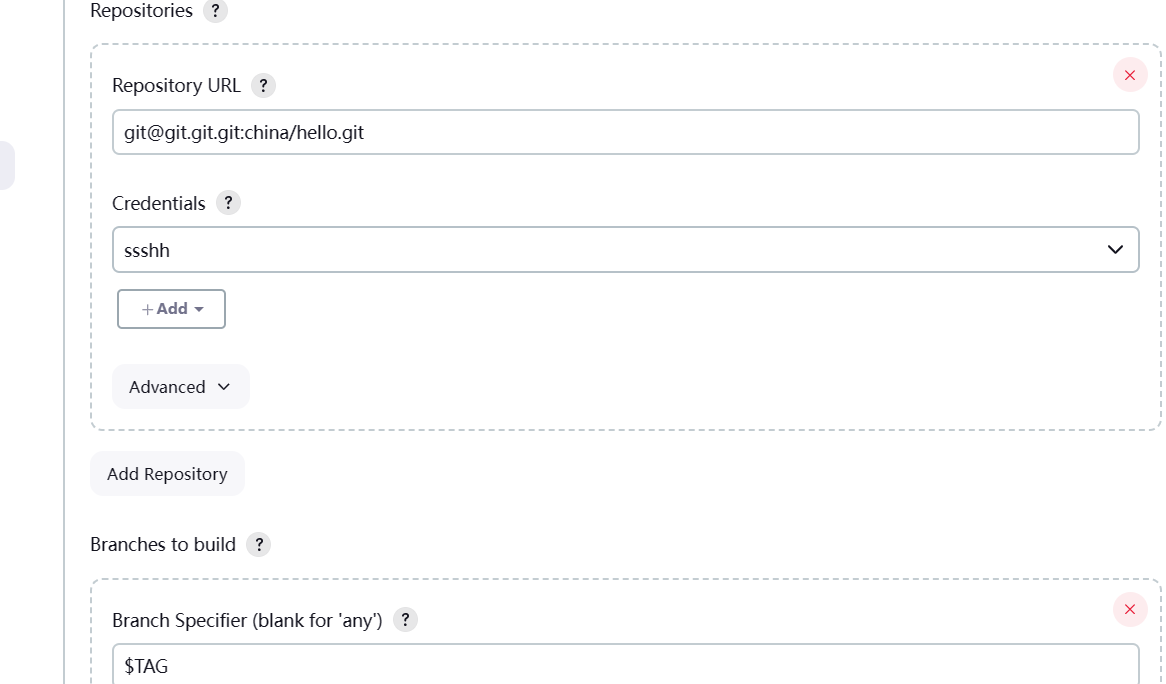 Repositories ?
Repository URL ?
git@git.git.git:china/hello.git
Credentials ?
ssshh
+ Add
Advanced
Add Repository
Branches to build ?
Branch Specifier (blank for 'any') ?
$TAG